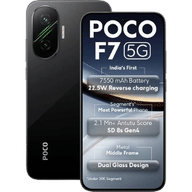 POCO
F7 5G
India's First
7550 mAh Battery
22.5W Reverse charging
Segment's
Most Powerful Phone
2.1 Mn+ Antutu Score
SD 8s Gen4
Metal
Middle Frame
Dual Glass Design
POCO